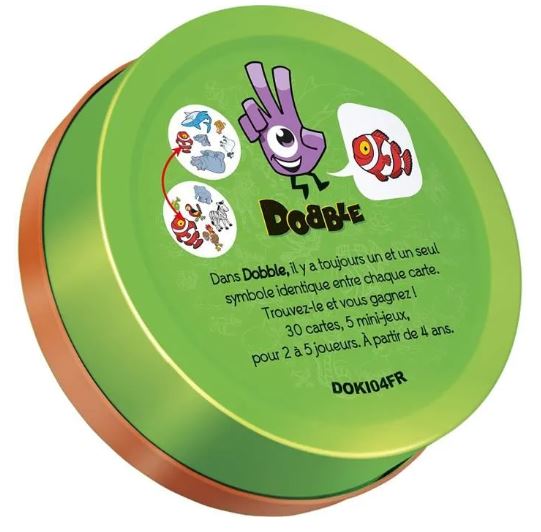 DOBBLE
Dans Dobble, il y a toujours un et un seul
symbole identique entre chaque carte.
Trouvez-le et vous gagnez !
30 cartes, 5 mini-jeux,
pour 2 à 5 joueurs. À partir de 4 ans.
DOKI04FR